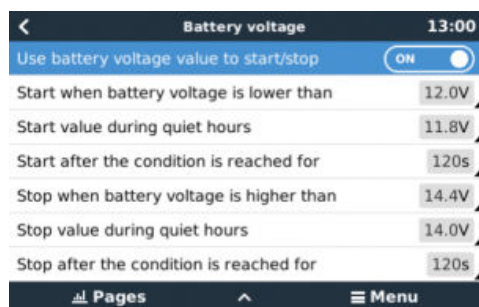 Battery voltage 13:00
Use battery voltage value to start/stop ON
Start when battery voltage is lower than 12.0V
Start value during quiet hours 11.8V
Start after the condition is reached for 120s
Stop when battery voltage is higher than 14.4V
Stop value during quiet hours 14.0V
Stop after the condition is reached for 120s
Pages Menu